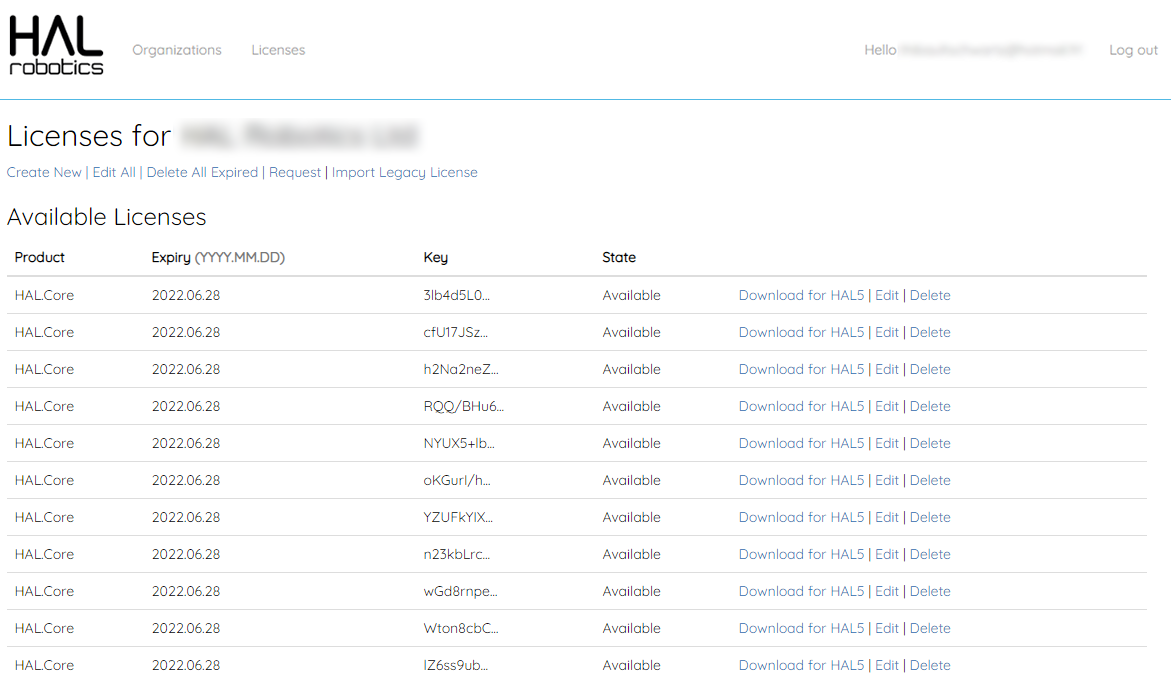 HAL
robotics
Organizations Licenses Hello Log out
Licenses for
Create New | Edit All | Delete All Expired | Request | Import Legacy License
Available Licenses
Product Expiry (YYYY.MM.DD) Key State
HAL.Core 2022.06.28 3Ib4d5L0... Available Download for HAL5 | Edit | Delete
HAL.Core 2022.06.28 cfU17JSz... Available Download for HAL5 | Edit | Delete
HAL.Core 2022.06.28 h2Na2neZ... Available Download for HAL5 | Edit | Delete
HAL.Core 2022.06.28 RQQ/BHu6... Available Download for HAL5 | Edit | Delete
HAL.Core 2022.06.28 NYUX5+lb... Available Download for HAL5 | Edit | Delete
HAL.Core 2022.06.28 oKGurI/h... Available Download for HAL5 | Edit | Delete
HAL.Core 2022.06.28 YZUFkYIX... Available Download for HAL5 | Edit | Delete
HAL.Core 2022.06.28 n23kbLrc... Available Download for HAL5 | Edit | Delete
HAL.Core 2022.06.28 wGd8rnpe... Available Download for HAL5 | Edit | Delete
HAL.Core 2022.06.28 Wton8cbC... Available Download for HAL5 | Edit | Delete
HAL.Core 2022.06.28 lZ6ss9ub... Available Download for HAL5 | Edit | Delete